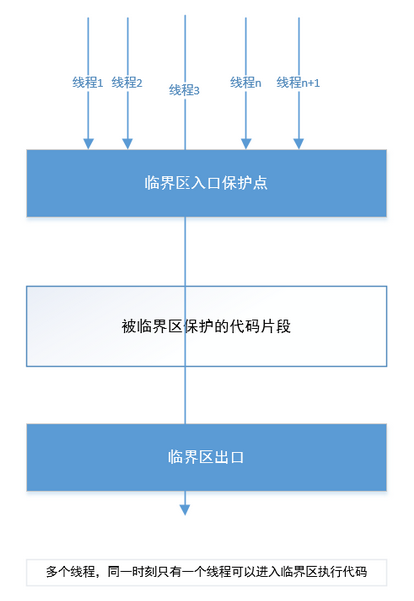 线程1 线程2 线程3 线程n 线程n+1
临界区入口保护点
被临界区保护的代码片段
临界区出口
多个线程，同一时刻只有一个线程可以进入临界区执行代码